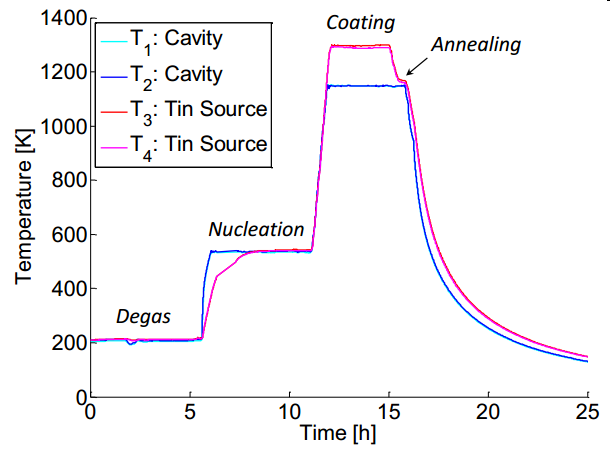 Coating
Annealing
Nucleation
Degas
T1: Cavity
T2: Cavity
T3: Tin Source
T4: Tin Source
Temperature [K]
1400
1200
1000
800
600
400
200
0
0 5 10 15 20 25
Time [h]